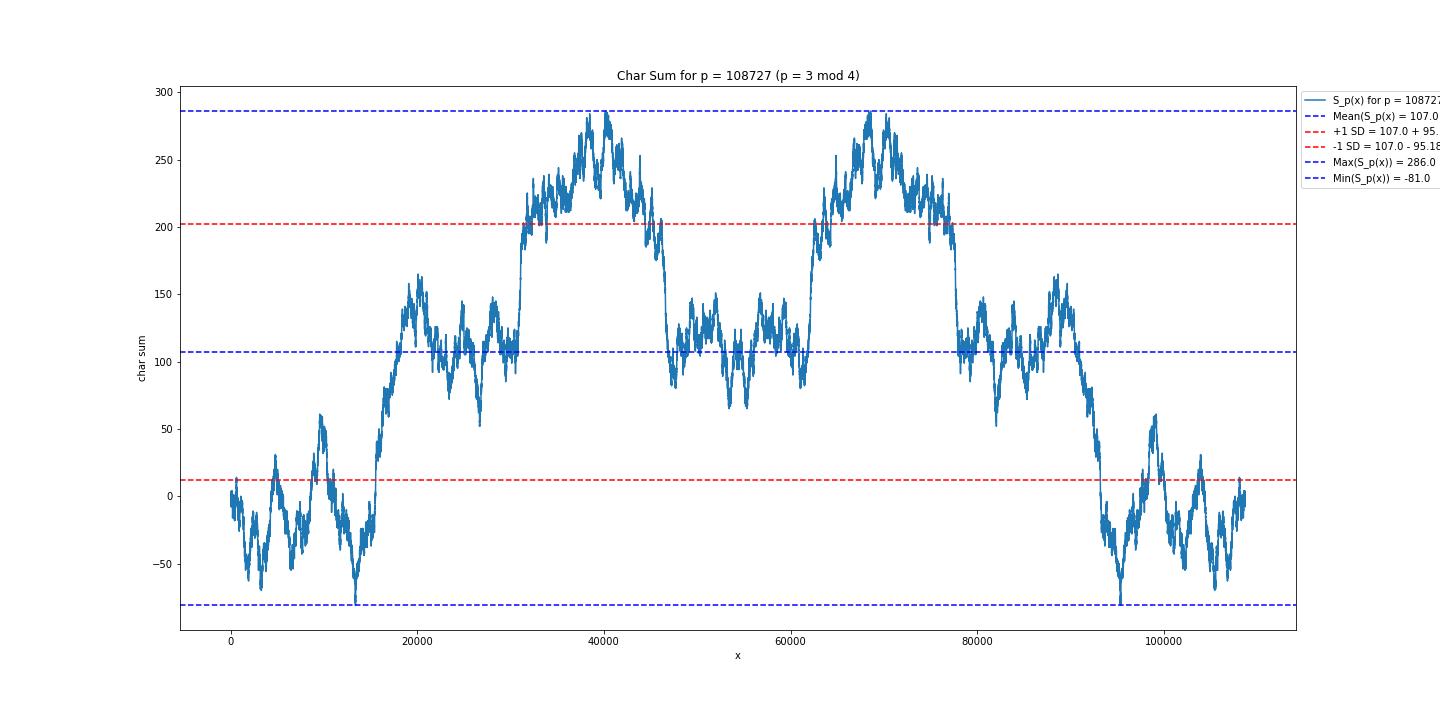 Char Sum for p = 108727 (p = 3 mod 4)
300
250
200
150
100
50
0
−50
char sum
0
20000
40000
60000
80000
100000
x
S_p(x) for p = 108727
Mean(S_p(x) = 107.0
+1 SD = 107.0 + 95.
-1 SD = 107.0 - 95.18
Max(S_p(x)) = 286.0
Min(S_p(x)) = -81.0